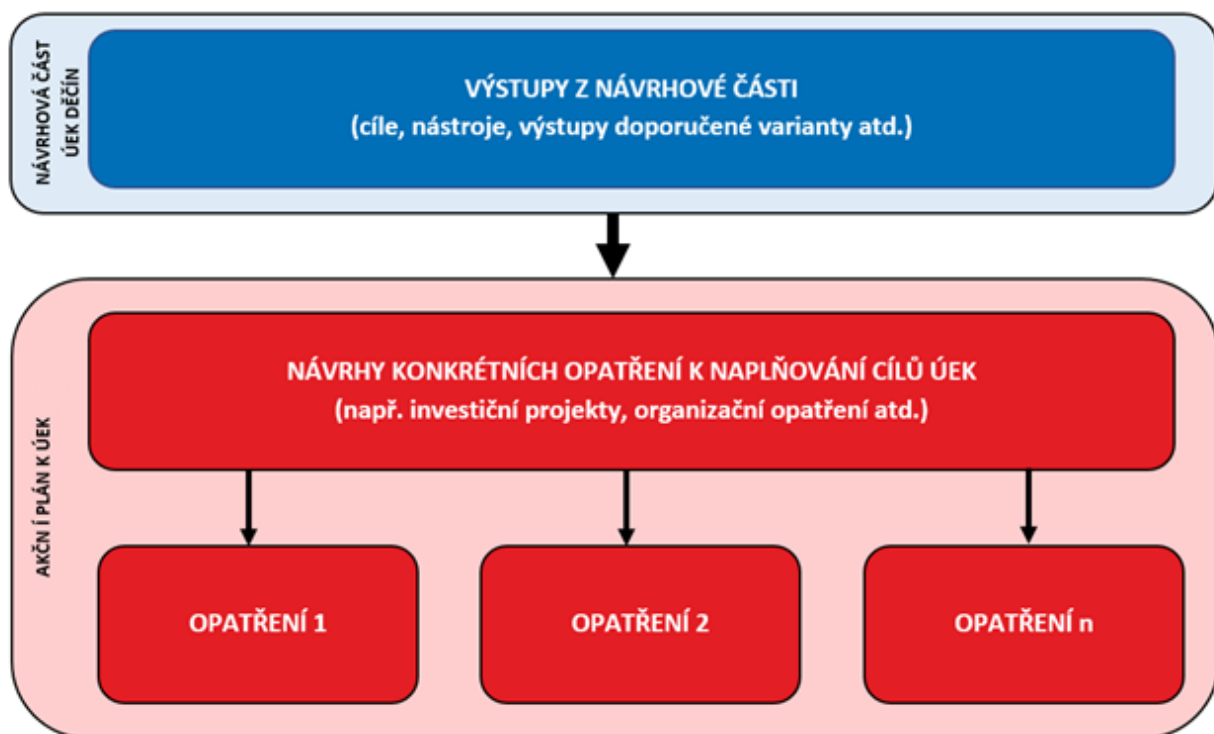 NÁVRHOVÁ ČÁST
ÚEK DĚČÍN
VÝSTUPY Z NÁVRHOVÉ ČÁSTI
(cíle, nástroje, výstupy doporučené varianty atd.)
AKČN Í PLÁN K ÚEK
NÁVRHY KONKRÉTNÍCH OPATŘENÍ K NAPLŇOVÁNÍ CÍLŮ ÚEK
(např. investiční projekty, organizační opatření atd.)
OPATŘENÍ 1
OPATŘENÍ 2
OPATŘENÍ n